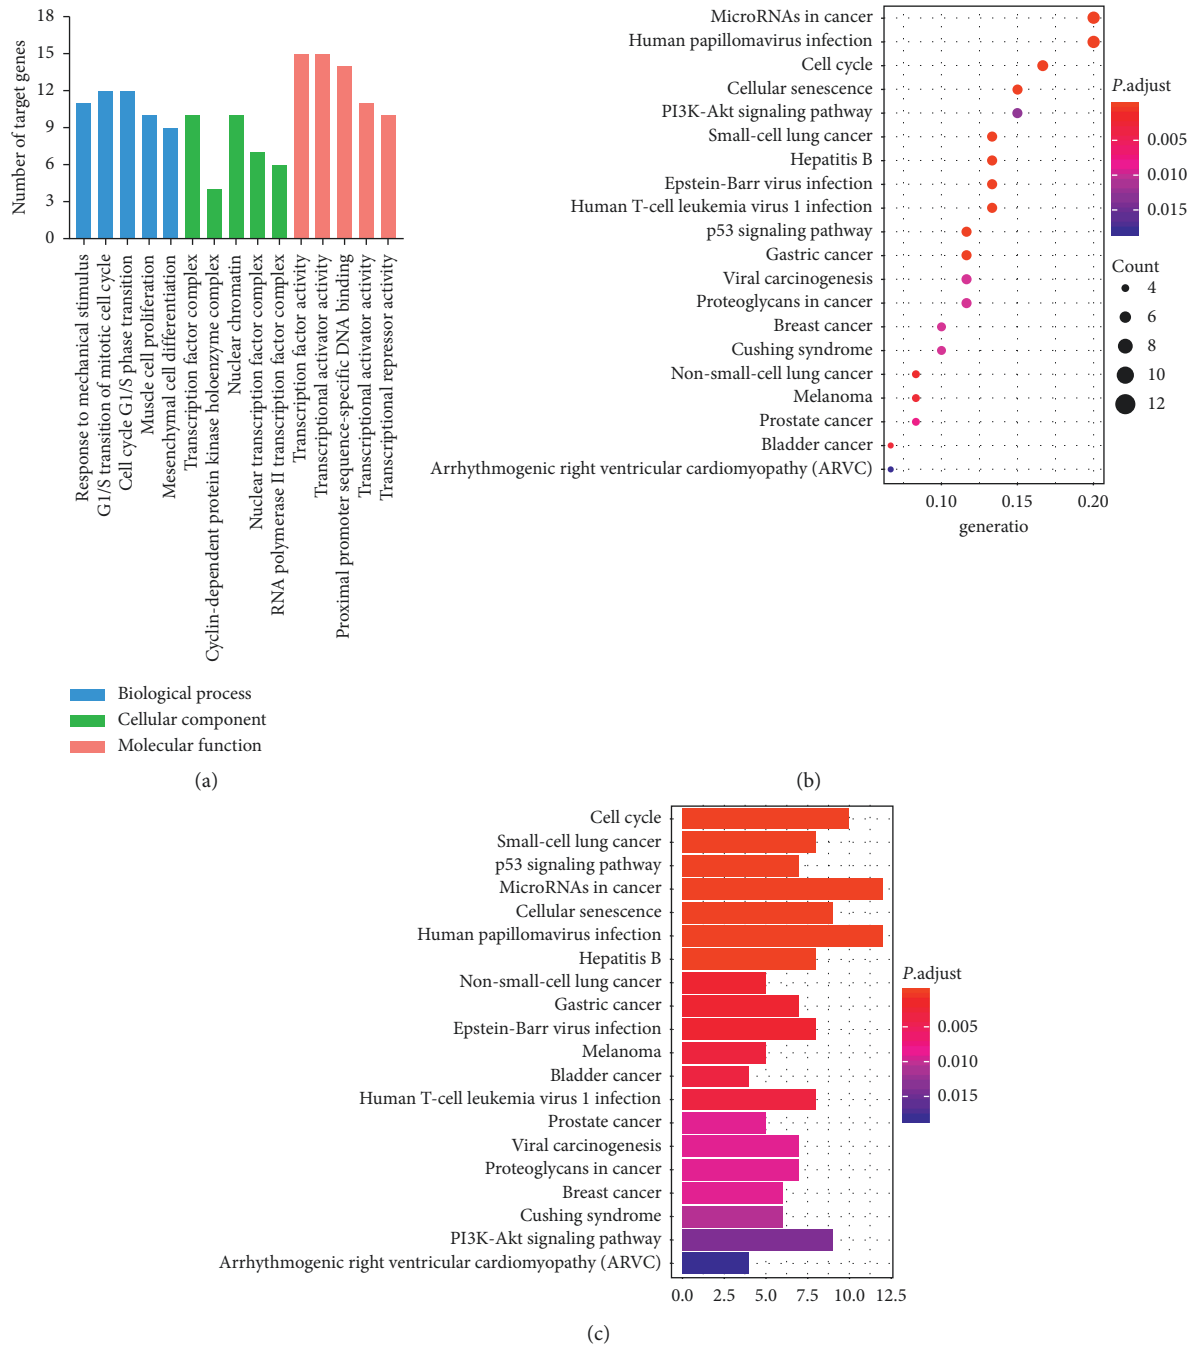 Number of target genes
18
15
12
9
6
3
0
Response to mechanical stimulus
G1/S transition of mitotic cell cycle
Cell cycle G1/S phase transition
Muscle cell proliferation
Mesenchymal cell differentiation
Transcription factor complex
Cyclin-dependent protein kinase holoenzyme complex
Nuclear chromatin
Nuclear transcription factor complex
RNA polymerase II transcription factor complex
Transcription factor activity
Transcriptional activator activity
Proximal promoter sequence-specific DNA binding
Transcriptional activator activity
Transcriptional repressor activity
Biological process
Cellular component
Molecular function
(a)
MicroRNAs in cancer
Human papillomavirus infection
Cell cycle
Cellular senescence
PI3K-Akt signaling pathway
Small-cell lung cancer
Hepatitis B
Epstein-Barr virus infection
Human T-cell leukemia virus 1 infection
p53 signaling pathway
Gastric cancer
Viral carcinogenesis
Proteoglycans in cancer
Breast cancer
Cushing syndrome
Non-small-cell lung cancer
Melanoma
Prostate cancer
Bladder cancer
Arrhythmogenic right ventricular cardiomyopathy (ARVC)
0.10 0.15 0.20
generatio
P.adjust
0.005
0.010
0.015
Count
4
6
8
10
12
(b)
Cell cycle
Small-cell lung cancer
p53 signaling pathway
MicroRNAs in cancer
Cellular senescence
Human papillomavirus infection
Hepatitis B
Non-small-cell lung cancer
Gastric cancer
Epstein-Barr virus infection
Melanoma
Bladder cancer
Human T-cell leukemia virus 1 infection
Prostate cancer
Viral carcinogenesis
Proteoglycans in cancer
Breast cancer
Cushing syndrome
PI3K-Akt signaling pathway
Arrhythmogenic right ventricular cardiomyopathy (ARVC)
0.0 2.5 5.0 7.5 10.0 12.5
P.adjust
0.005
0.010
0.015
(c)